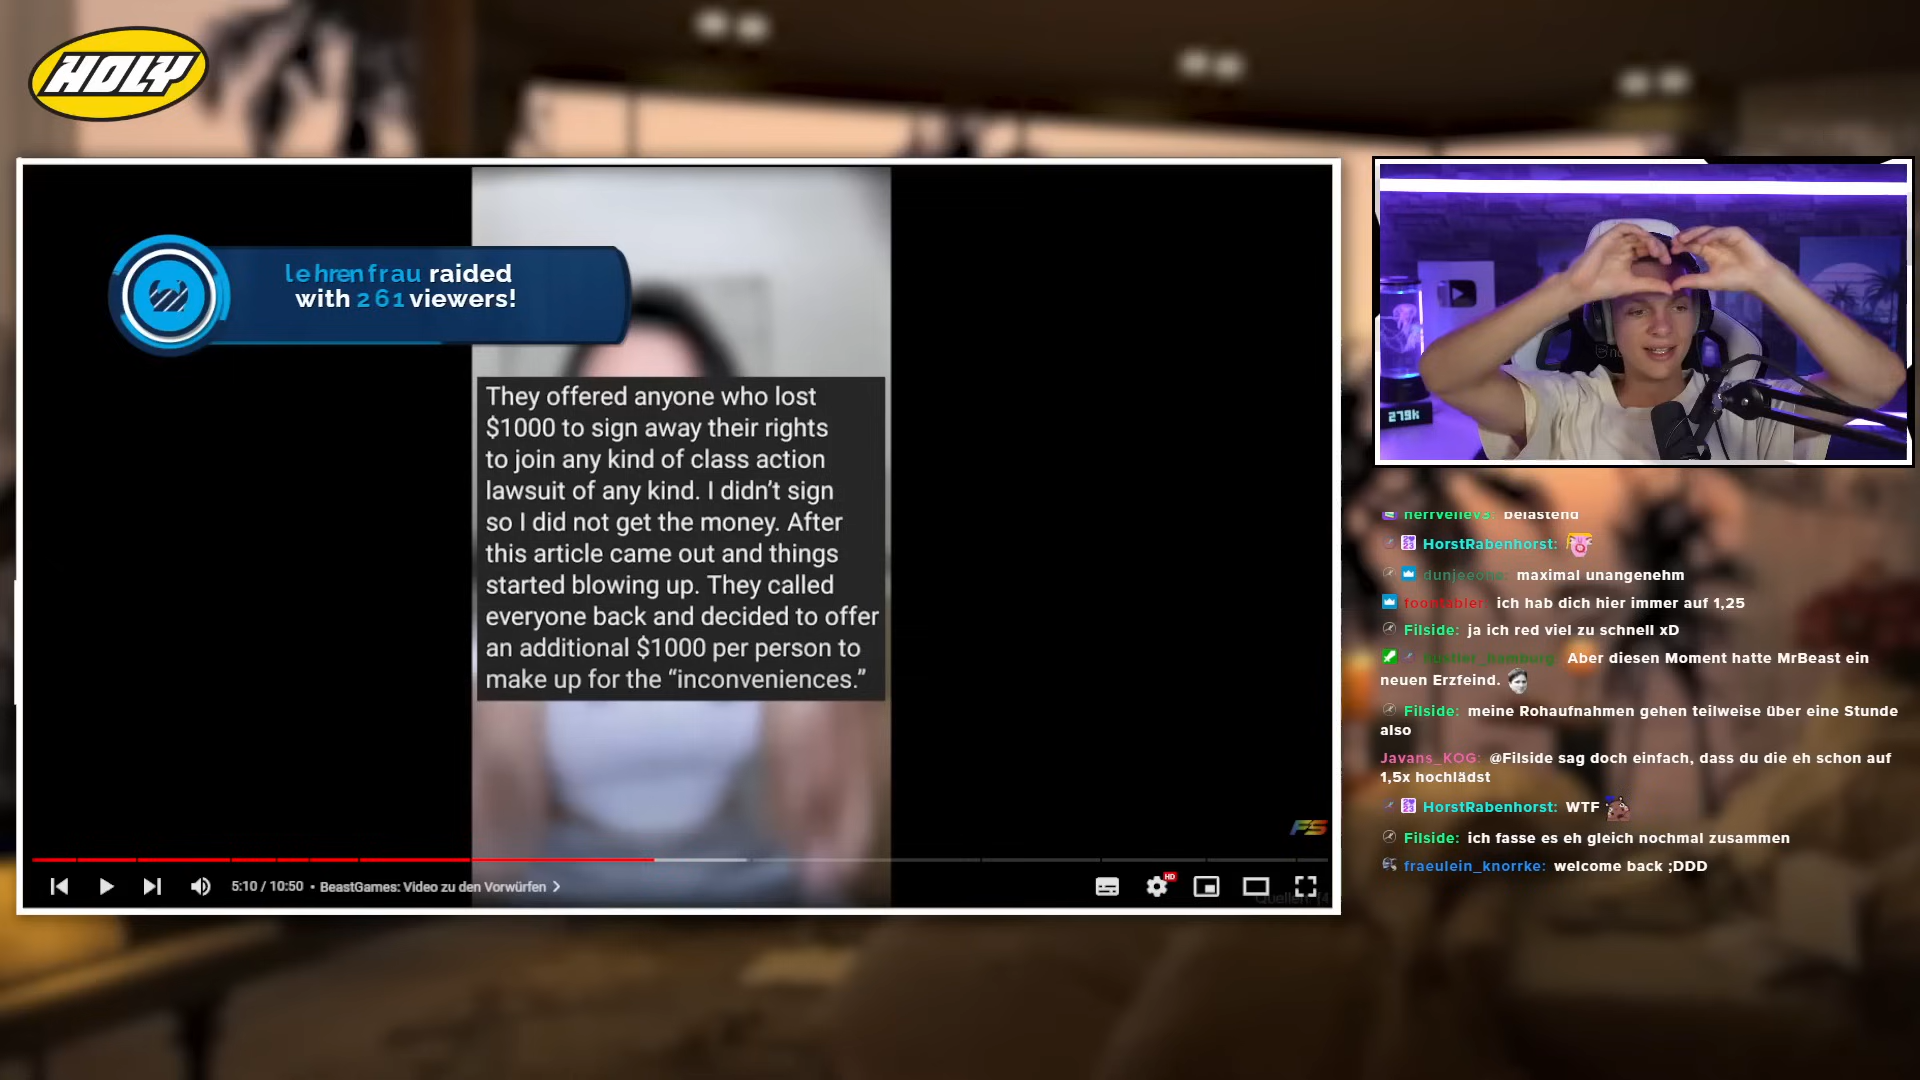 HOLY
lehrenfrau raided
with 261 viewers!
They offered anyone who lost
$1000 to sign away their rights
to join any kind of class action
lawsuit of any kind. I didn’t sign
so I did not get the money. After
this article came out and things
started blowing up. They called
everyone back and decided to offer
an additional $1000 per person to
make up for the “inconveniences.”
FS
5:10 / 10:50 • BeastGames: Video zu den Vorwürfen
HD
279k
belastend
HorstRabenhorst:
dunjeeone: maximal unangenehm
foontabler: ich hab dich hier immer auf 1,25
Filside: ja ich red viel zu schnell xD
Aber diesen Moment hatte MrBeast ein
neuen Erzfeind.
Filside: meine Rohaufnahmen gehen teilweise über eine Stunde
also
Javans_KOG: @Filside sag doch einfach, dass du die eh schon auf
1,5x hochlädst
HorstRabenhorst: WTF
Filside: ich fasse es eh gleich nochmal zusammen
fraeulein_knorrke: welcome back ;DDD